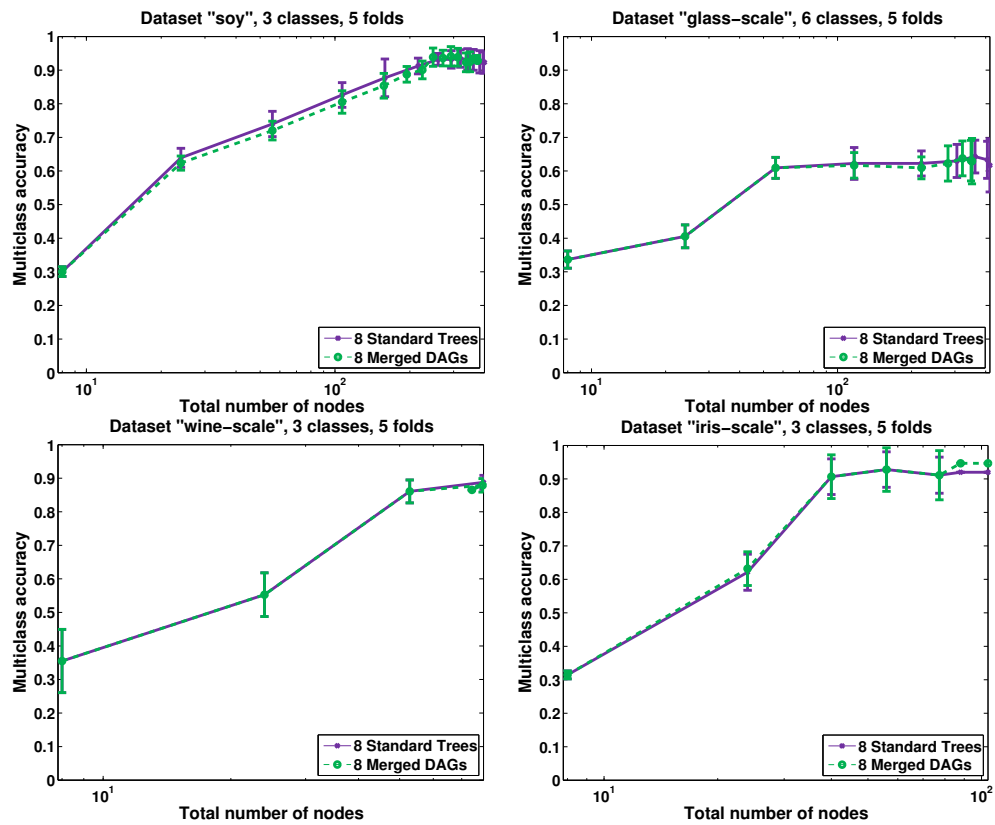 Dataset "soy", 3 classes, 5 folds
Multiclass accuracy
1
0.9
0.8
0.7
0.6
0.5
0.4
0.3
0.2
0.1
0
8 Standard Trees
8 Merged DAGs
10^1
10^2
Total number of nodes
Dataset "glass−scale", 6 classes, 5 folds
Multiclass accuracy
1
0.9
0.8
0.7
0.6
0.5
0.4
0.3
0.2
0.1
0
8 Standard Trees
8 Merged DAGs
10^1
10^2
Total number of nodes
Dataset "wine−scale", 3 classes, 5 folds
Multiclass accuracy
1
0.9
0.8
0.7
0.6
0.5
0.4
0.3
0.2
0.1
0
8 Standard Trees
8 Merged DAGs
10^1
Total number of nodes
Dataset "iris−scale", 3 classes, 5 folds
Multiclass accuracy
1
0.9
0.8
0.7
0.6
0.5
0.4
0.3
0.2
0.1
0
8 Standard Trees
8 Merged DAGs
10^1
10^2
Total number of nodes